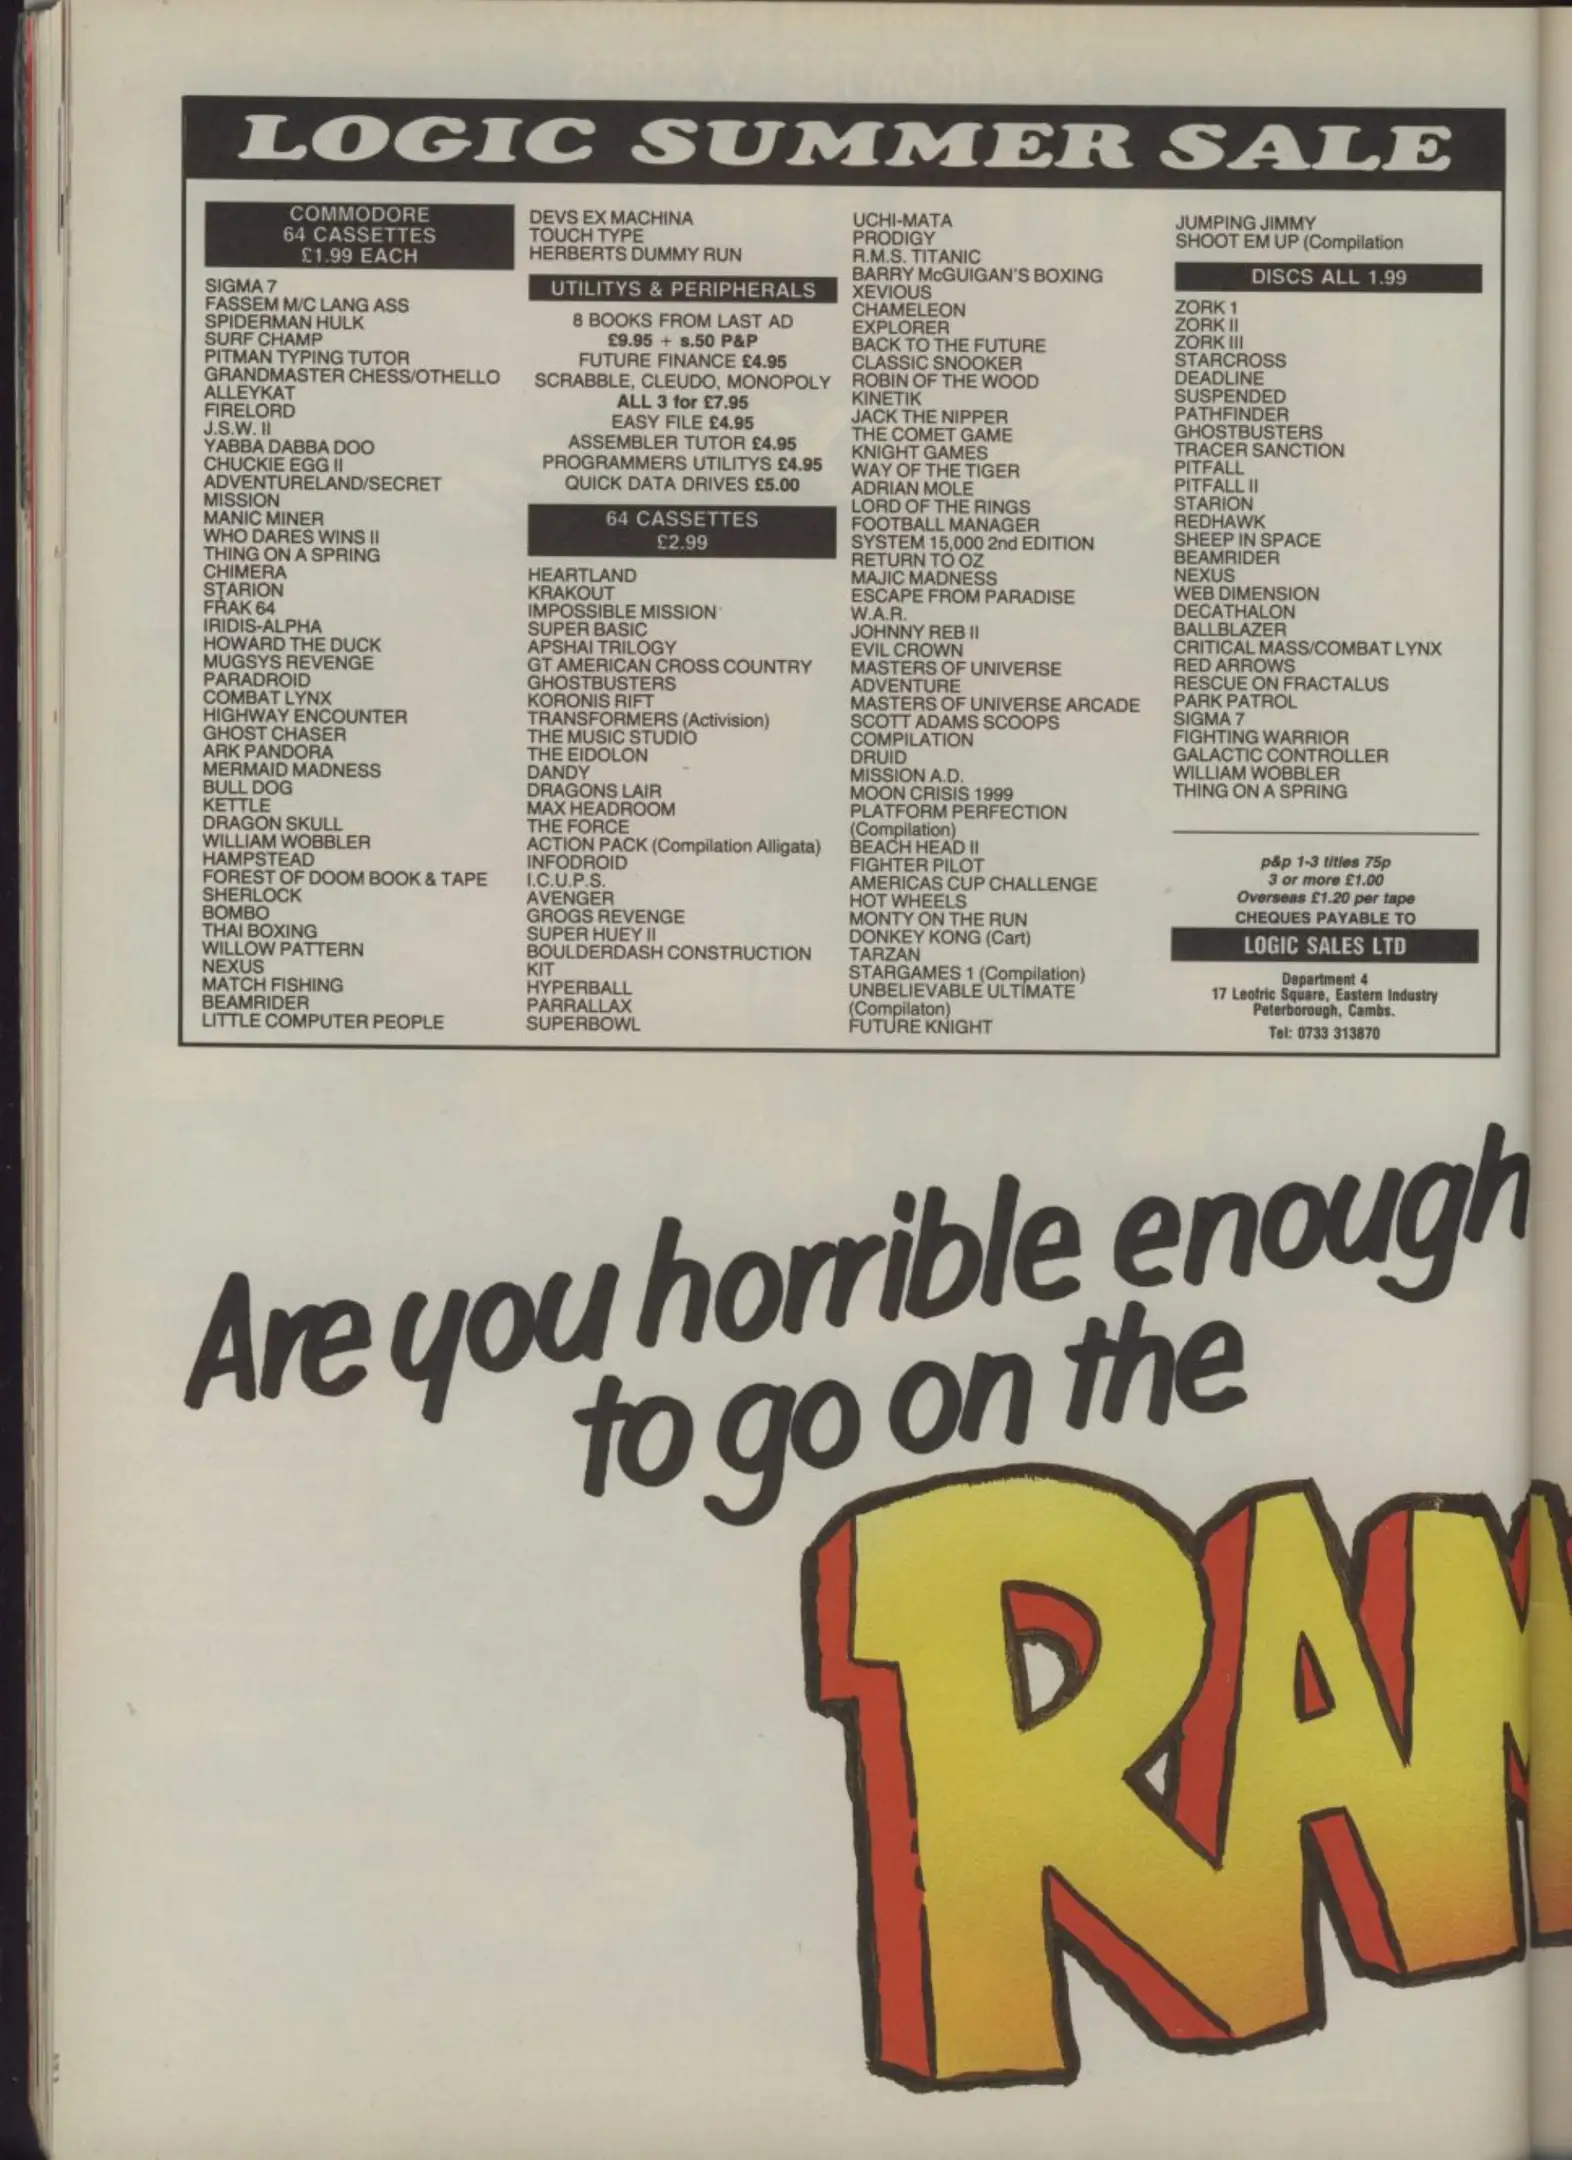 LOGIC SUMMER SALE
COMMODORE
64 CASSETTES
£1.99 EACH
SIGMA 7
FASSEM M/C LANG ASS
SPIDERMAN HULK
SURF CHAMP
PITMAN TYPING TUTOR
GRANDMASTER CHESS/OTHELLO
ALLEYKAT
FIRELORD
J.S.W. II
YABBA DABBA DOO
CHUCKIE EGG II
ADVENTURELAND/SECRET
MISSION
MANIC MINER
WHO DARES WINS II
THING ON A SPRING
CHIMERA
STARION
FRAK 64
IRIDIS-ALPHA
HOWARD THE DUCK
MUGSYS REVENGE
PARADROID
COMBAT LYNX
HIGHWAY ENCOUNTER
GHOST CHASER
ARK PANDORA
MERMAID MADNESS
BULL DOG
KETTLE
DRAGON SKULL
WILLIAM WOBBLER
HAMPSTEAD
FOREST OF DOOM BOOK & TAPE
SHERLOCK
BOMBO
THAI BOXING
WILLOW PATTERN
NEXUS
MATCH FISHING
BEAMRIDER
LITTLE COMPUTER PEOPLE
DEVS EX MACHINA
TOUCH TYPE
HERBERTS DUMMY RUN
UTILITYS & PERIPHERALS
8 BOOKS FROM LAST AD
£9.95 + s.50 P&P
FUTURE FINANCE £4.95
SCRABBLE, CLEUDO, MONOPOLY
ALL 3 for £7.95
EASY FILE £4.95
ASSEMBLER TUTOR £4.95
PROGRAMMERS UTILITYS £4.95
QUICK DATA DRIVES £5.00
64 CASSETTES
£2.99
HEARTLAND
KRAKOUT
IMPOSSIBLE MISSION
SUPER BASIC
APSHAI TRILOGY
GT AMERICAN CROSS COUNTRY
GHOSTBUSTERS
KORONIS RIFT
TRANSFORMERS (Activision)
THE MUSIC STUDIO
THE EIDOLON
DANDY
DRAGONS LAIR
MAX HEADROOM
THE FORCE
ACTION PACK (Compilation Alligata)
INFODROID
I.C.U.P.S.
AVENGER
GROGS REVENGE
SUPER HUEY II
BOULDERDASH CONSTRUCTION
KIT
HYPERBALL
PARRALLAX
SUPERBOWL
UCHI-MATA
PRODIGY
R.M.S. TITANIC
BARRY McGUIGAN'S BOXING
XEVIOUS
CHAMELEON
EXPLORER
BACK TO THE FUTURE
CLASSIC SNOOKER
ROBIN OF THE WOOD
KINETIK
JACK THE NIPPER
THE COMET GAME
KNIGHT GAMES
WAY OF THE TIGER
ADRIAN MOLE
LORD OF THE RINGS
FOOTBALL MANAGER
SYSTEM 15,000 2nd EDITION
RETURN TO OZ
MAJIC MADNESS
ESCAPE FROM PARADISE
W.A.R.
JOHNNY REB II
EVIL CROWN
MASTERS OF UNIVERSE
ADVENTURE
MASTERS OF UNIVERSE ARCADE
SCOTT ADAMS SCOOPS
COMPILATION
DRUID
MISSION A.D.
MOON CRISIS 1999
PLATFORM PERFECTION
(Compilation)
BEACH HEAD II
FIGHTER PILOT
AMERICAS CUP CHALLENGE
HOT WHEELS
MONTY ON THE RUN
DONKEY KONG (Cart)
TARZAN
STARGAMES 1 (Compilation)
UNBELIEVABLE ULTIMATE
(Compilaton)
FUTURE KNIGHT
JUMPING JIMMY
SHOOT EM UP (Compilation
DISCS ALL 1.99
ZORK 1
ZORK II
ZORK III
STARCROSS
DEADLINE
SUSPENDED
PATHFINDER
GHOSTBUSTERS
TRACER SANCTION
PITFALL
PITFALL II
STARION
REDHAWK
SHEEP IN SPACE
BEAMRIDER
NEXUS
WEB DIMENSION
DECATHALON
BALLBLAZER
CRITICAL MASS/COMBAT LYNX
RED ARROWS
RESCUE ON FRACTALUS
PARK PATROL
SIGMA 7
FIGHTING WARRIOR
GALACTIC CONTROLLER
WILLIAM WOBBLER
THING ON A SPRING
p&p 1-3 titles 75p
3 or more £1.00
Overseas £1.20 per tape
CHEQUES PAYABLE TO
LOGIC SALES LTD
Department 4
17 Leofric Square, Eastern Industry
Peterborough, Cambs.
Tel: 0733 313870
Are you horrible enough
to go on the
RAM